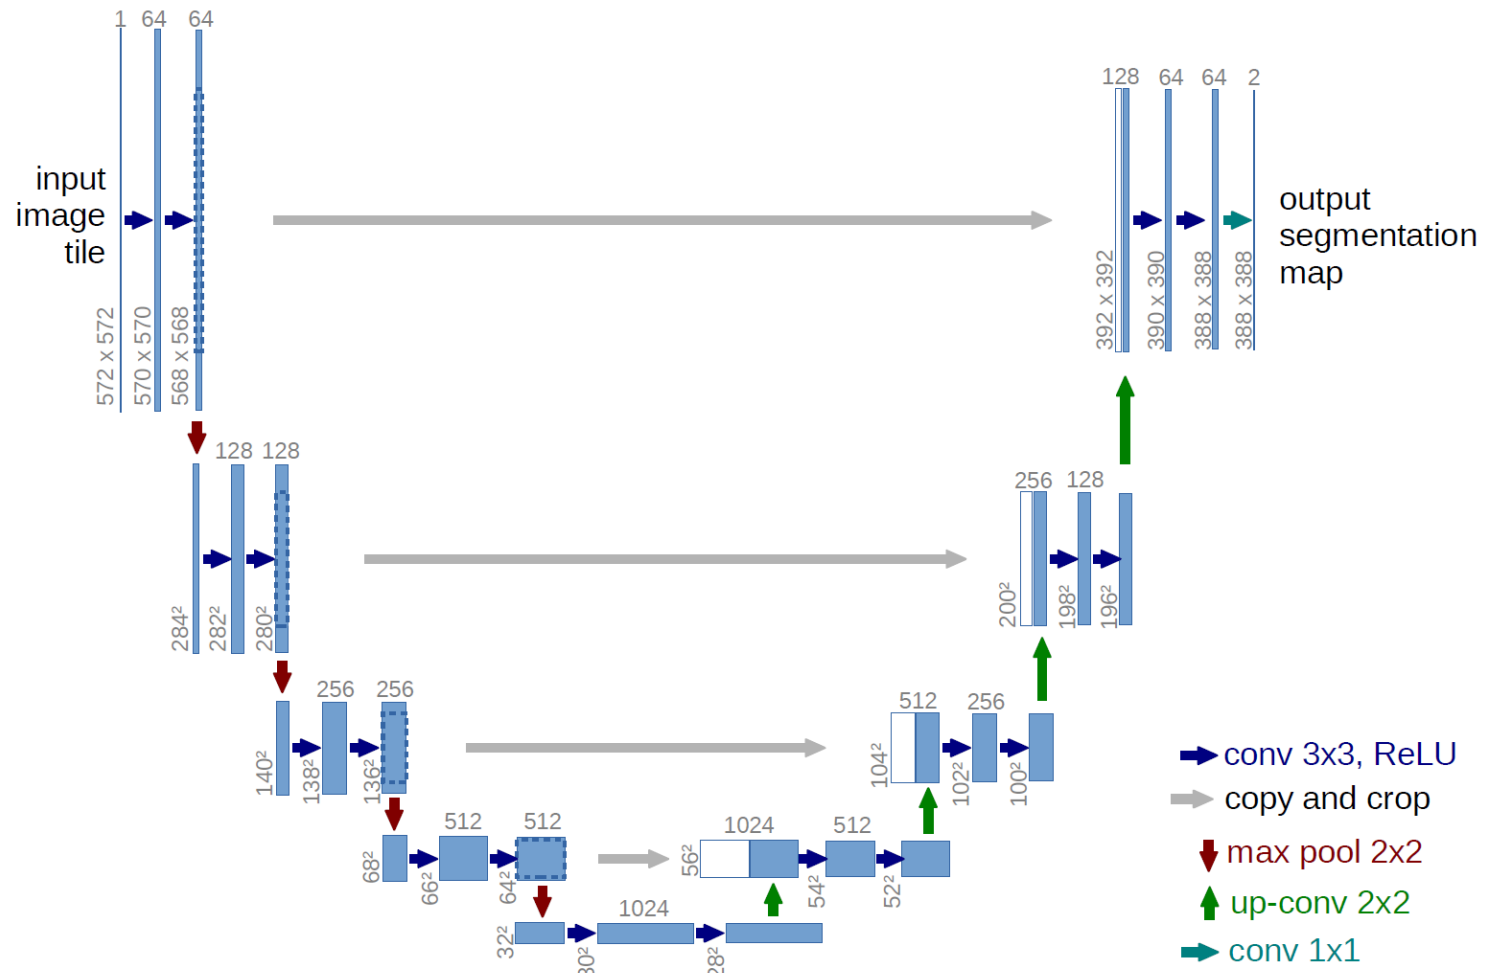 1 64 64
input
image
tile
572 x 572
570 x 570
568 x 568
128 64 64 2
output
segmentation
map
392 x 392
390 x 390
388 x 388
388 x 388
128 128
284²
282²
280²
256 128
200²
198²
196²
256 256
140²
138²
136²
512 256
104²
102²
100²
512 512
68²
66²
64²
1024 512
56²
54²
52²
1024
32²
30²
28²
conv 3x3, ReLU
copy and crop
max pool 2x2
up-conv 2x2
conv 1x1